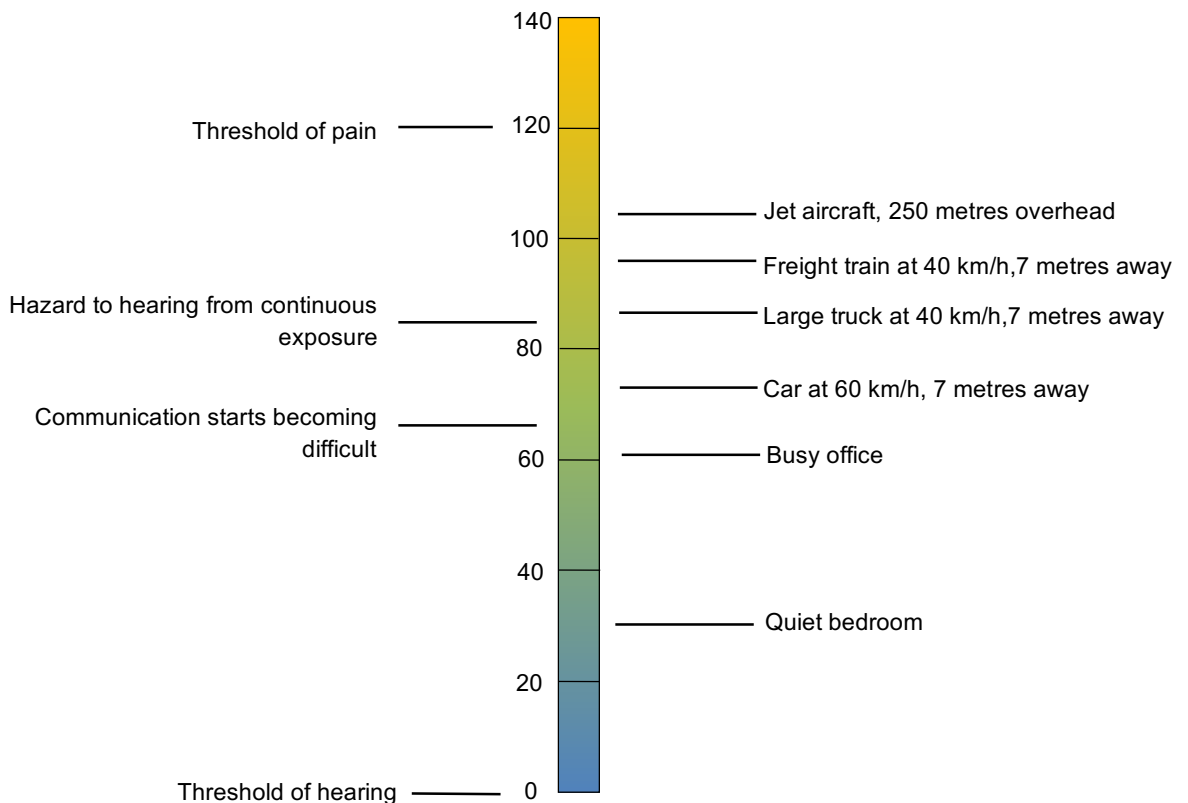 140
Threshold of pain
120
Jet aircraft, 250 metres overhead
100
Freight train at 40 km/h,7 metres away
Hazard to hearing from continuous
exposure
Large truck at 40 km/h,7 metres away
80
Car at 60 km/h, 7 metres away
Communication starts becoming
difficult
60
Busy office
40
Quiet bedroom
20
Threshold of hearing
0